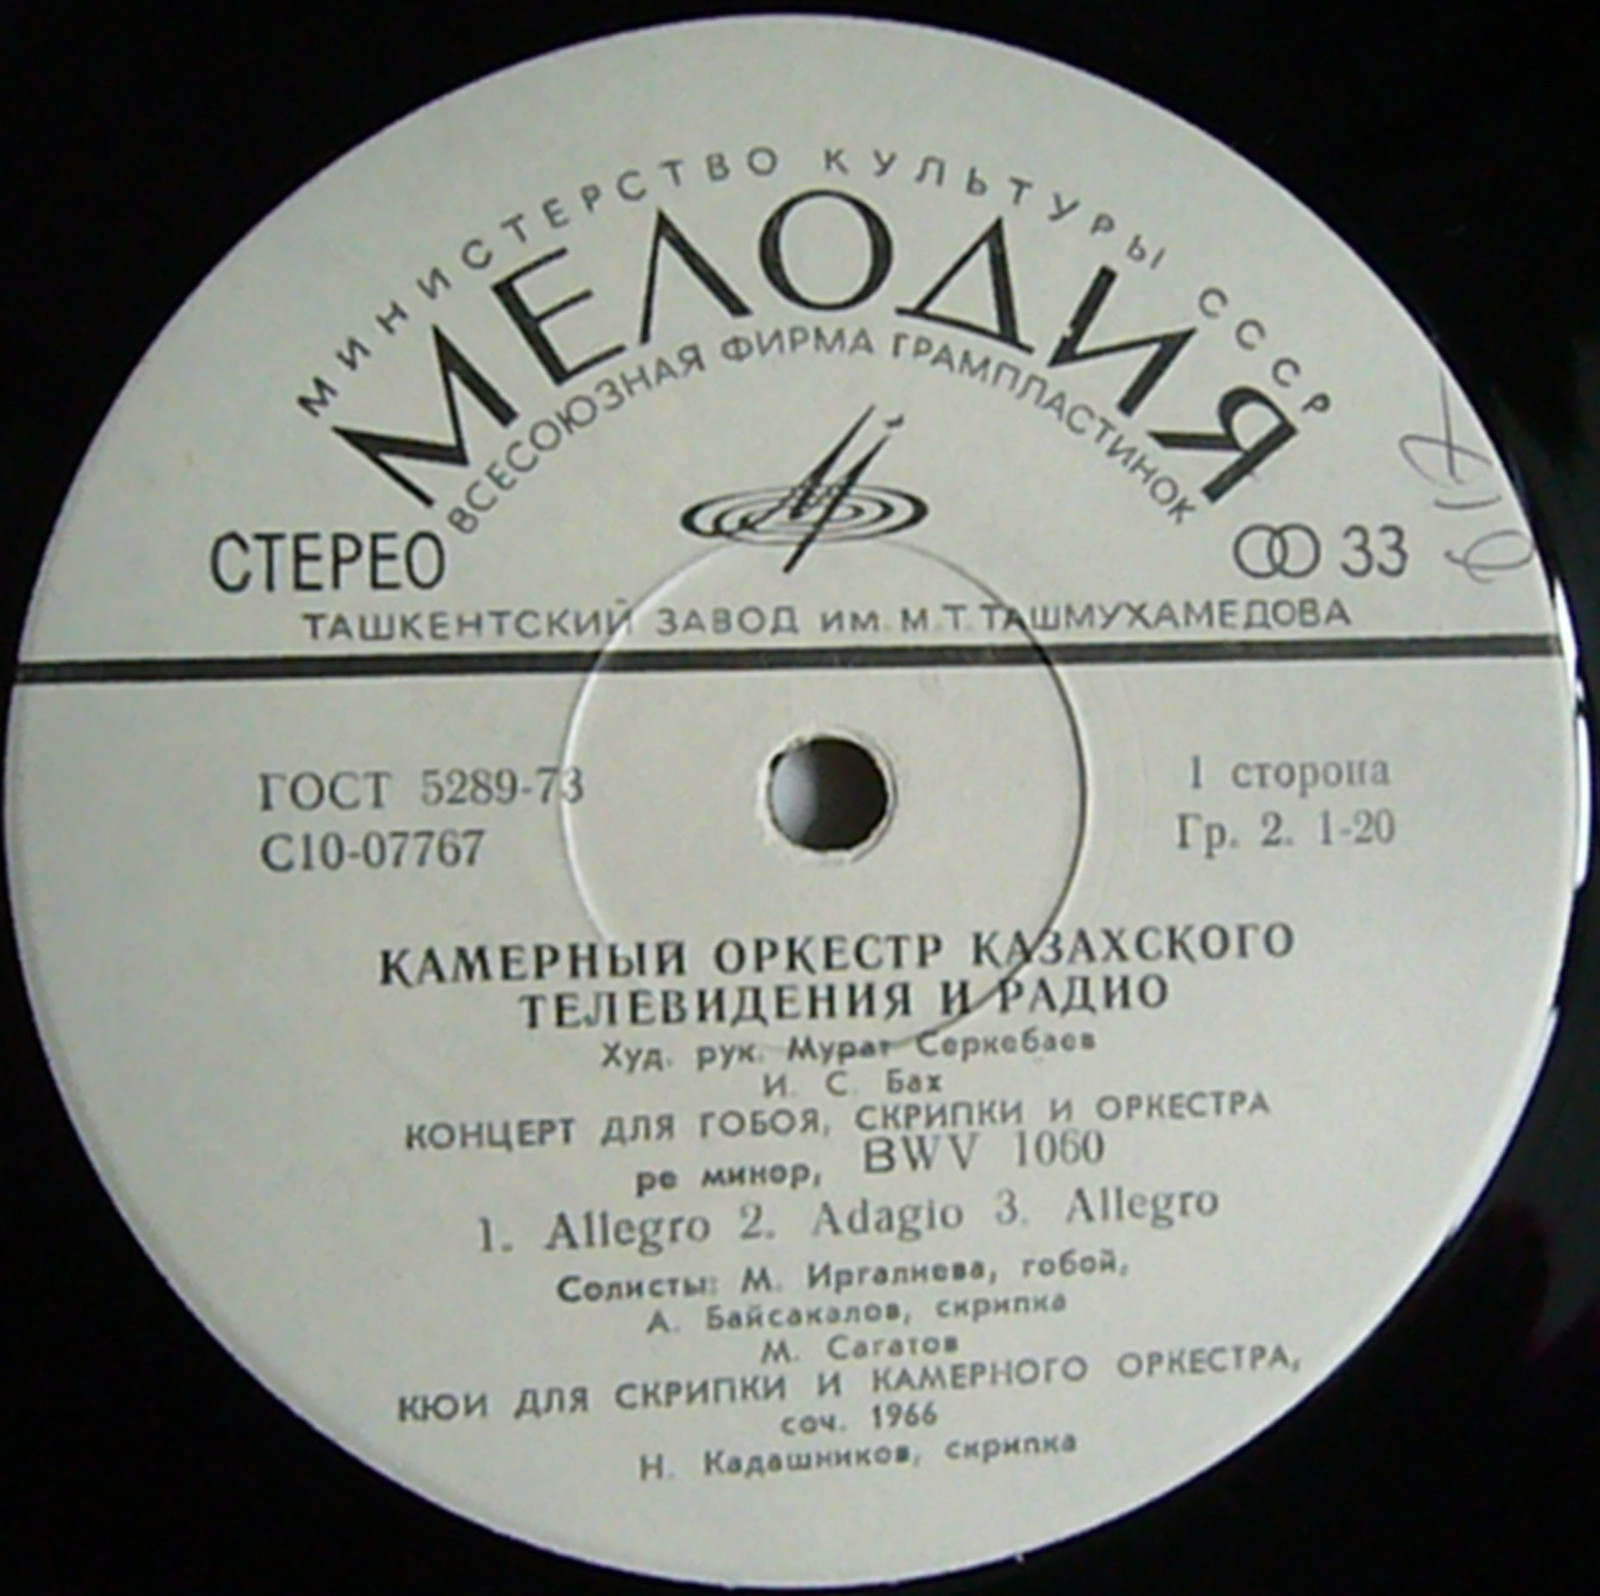 МИНИСТЕРСТВО КУЛЬТУРЫ СССР
МЕЛОДИЯ
ВСЕСОЮЗНАЯ ФИРМА ГРАМПЛАСТИНОК
СТЕРЕО
33
ТАШКЕНТСКИЙ ЗАВОД ИМ. М.Т.ТАШМУХАМЕДОВА
ГОСТ 5289-73
С10-07767
1 сторона
Гр. 2. 1-20
КАМЕРНЫЙ ОРКЕСТР КАЗАХСКОГО
ТЕЛЕВИДЕНИЯ И РАДИО
Худ. рук. Мурат Серкебаев
И. С. Бах
КОНЦЕРТ ДЛЯ ГОБОЯ, СКРИПКИ И ОРКЕСТРА
ре минор, BWV 1060
1. Allegro 2. Adagio 3. Allegro
Солисты: М. Иргалиева, гобой,
А. Байсакалов, скрипка
М. Сагатов
КЮИ ДЛЯ СКРИПКИ И КАМЕРНОГО ОРКЕСТРА,
соч. 1966
Н. Кадашников, скрипка